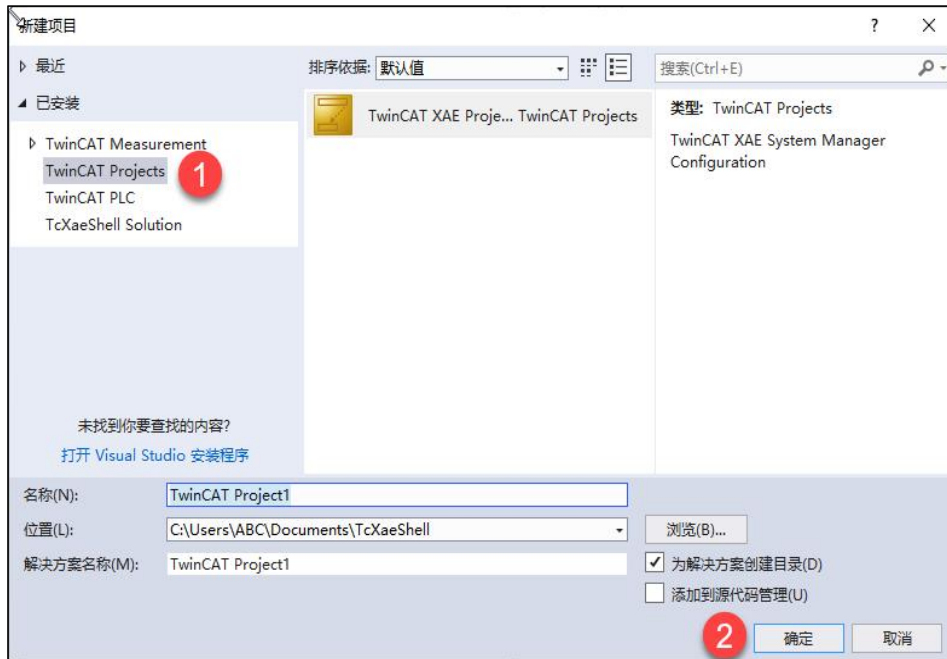 新建项目
?
最近
排序依据: 默认值
搜索(Ctrl+E)
已安装
TwinCAT Measurement
TwinCAT Projects
1
TwinCAT PLC
TcXaeShell Solution
TwinCAT XAE Proje... TwinCAT Projects
类型: TwinCAT Projects
TwinCAT XAE System Manager
Configuration
未找到你要查找的内容?
打开 Visual Studio 安装程序
名称(N): TwinCAT Project1
位置(L): C:\Users\ABC\Documents\TcXaeShell 浏览(B)...
解决方案名称(M): TwinCAT Project1
为解决方案创建目录(D)
添加到源代码管理(U)
2
确定 取消